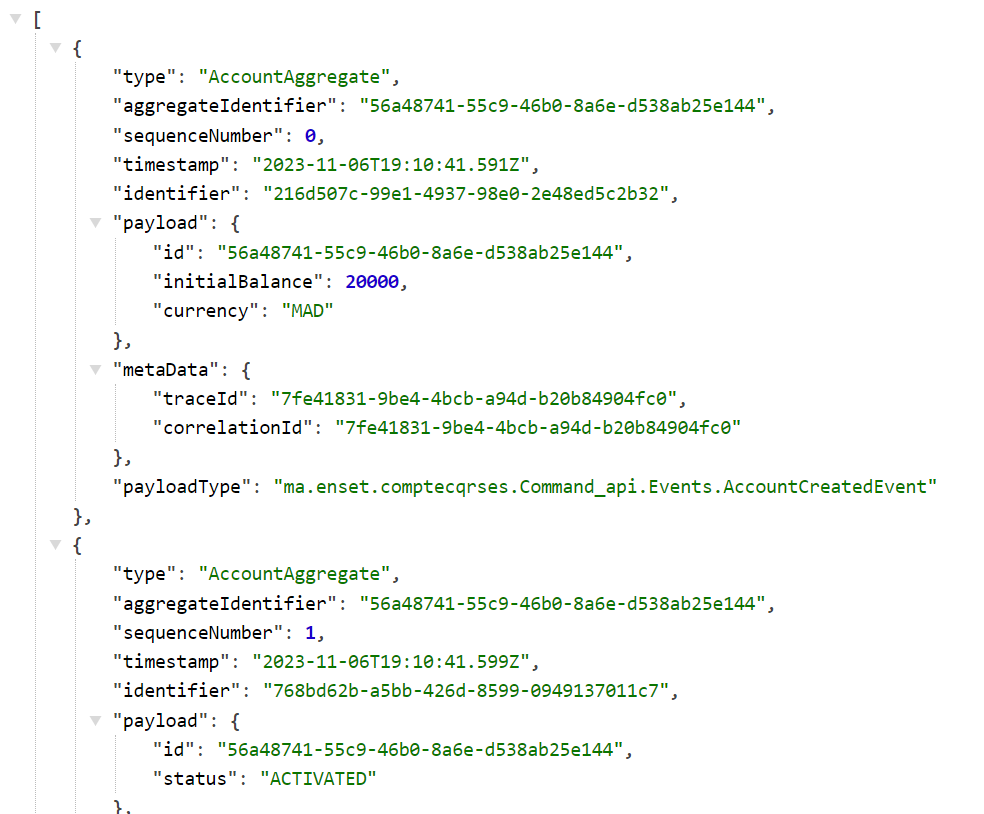 [
{
"type": "AccountAggregate",
"aggregateIdentifier": "56a48741-55c9-46b0-8a6e-d538ab25e144",
"sequenceNumber": 0,
"timestamp": "2023-11-06T19:10:41.591Z",
"identifier": "216d507c-99e1-4937-98e0-2e48ed5c2b32",
"payload": {
"id": "56a48741-55c9-46b0-8a6e-d538ab25e144",
"initialBalance": 20000,
"currency": "MAD"
},
"metaData": {
"traceId": "7fe41831-9be4-4bcb-a94d-b20b84904fc0",
"correlationId": "7fe41831-9be4-4bcb-a94d-b20b84904fc0"
},
"payloadType": "ma.enset.comptecqrses.Command_api.Events.AccountCreatedEvent"
},
{
"type": "AccountAggregate",
"aggregateIdentifier": "56a48741-55c9-46b0-8a6e-d538ab25e144",
"sequenceNumber": 1,
"timestamp": "2023-11-06T19:10:41.599Z",
"identifier": "768bd62b-a5bb-426d-8599-0949137011c7",
"payload": {
"id": "56a48741-55c9-46b0-8a6e-d538ab25e144",
"status": "ACTIVATED"
},